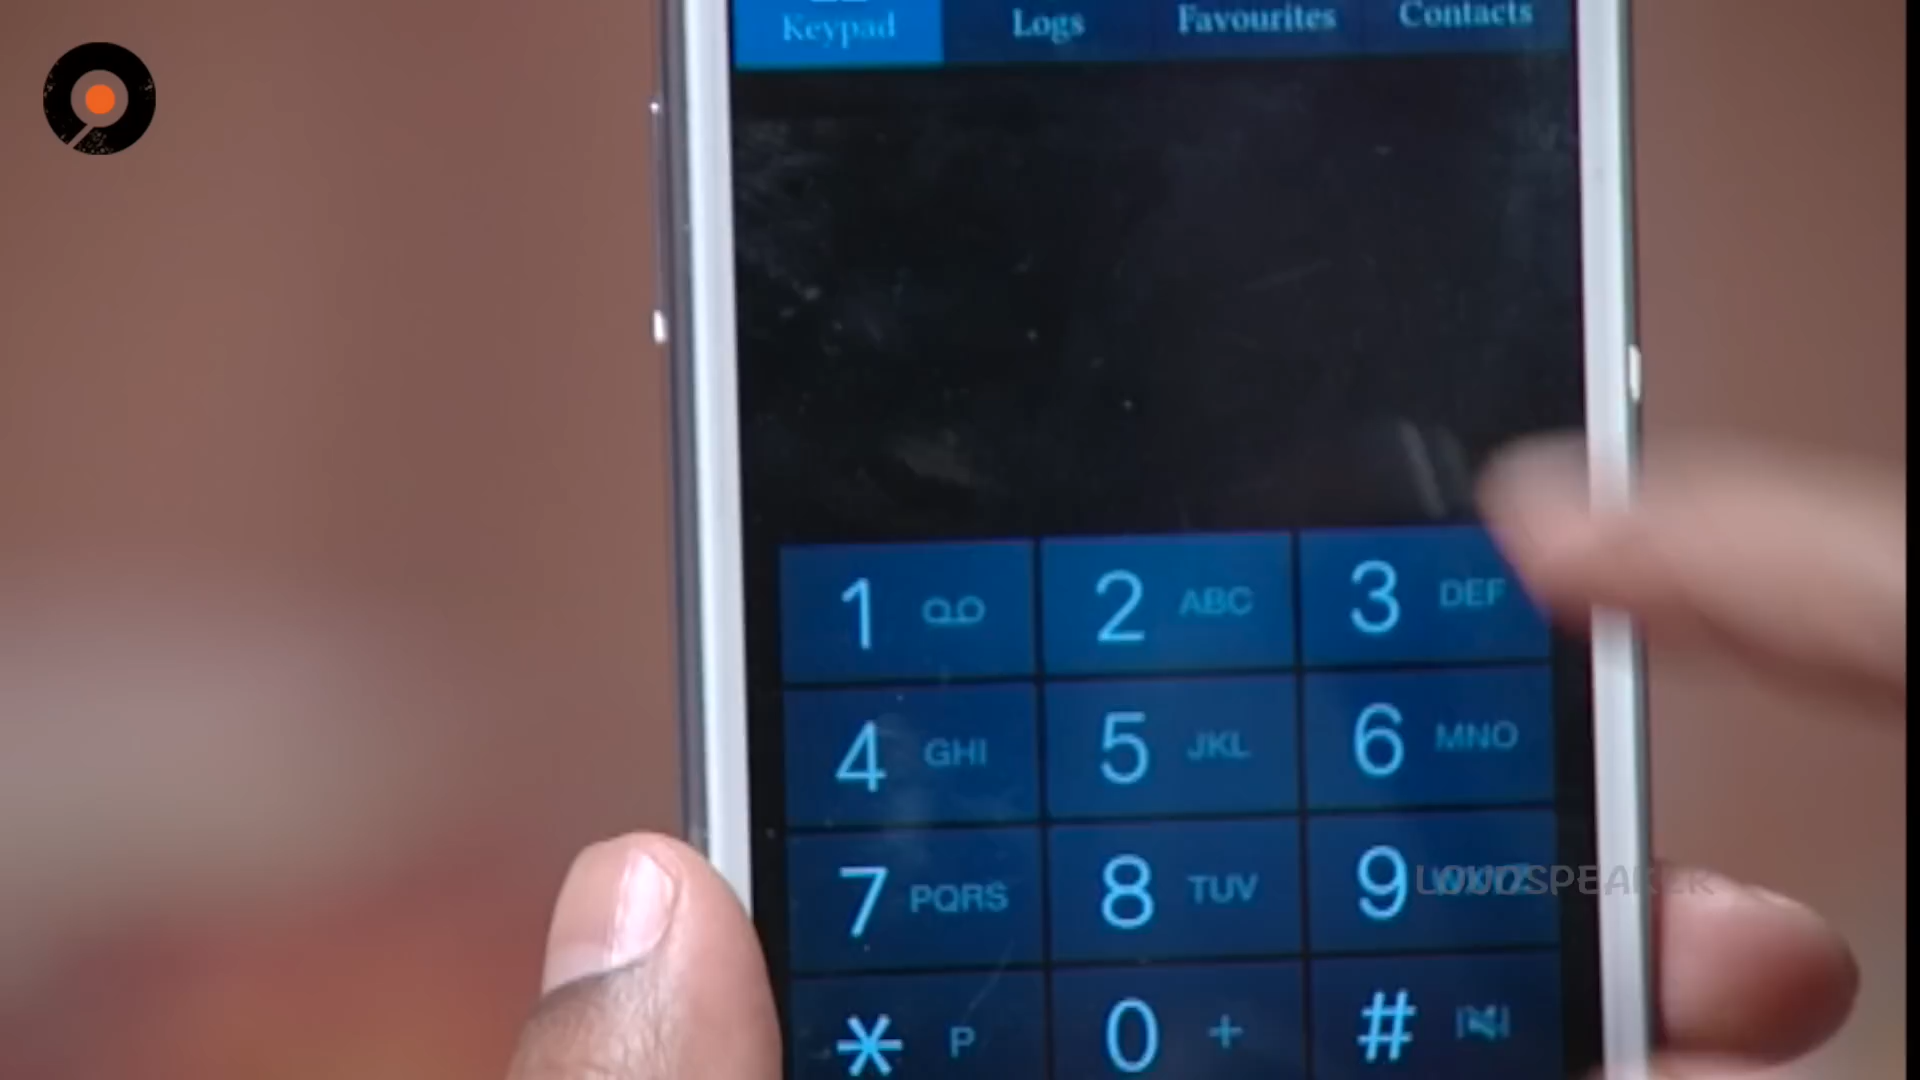 Keypad Logs Favourites Contacts
1 2 ABC 3 DEF
4 GHI 5 JKL 6 MNO
7 PQRS 8 TUV 9
LOUDSPEAKER
* P 0 + #